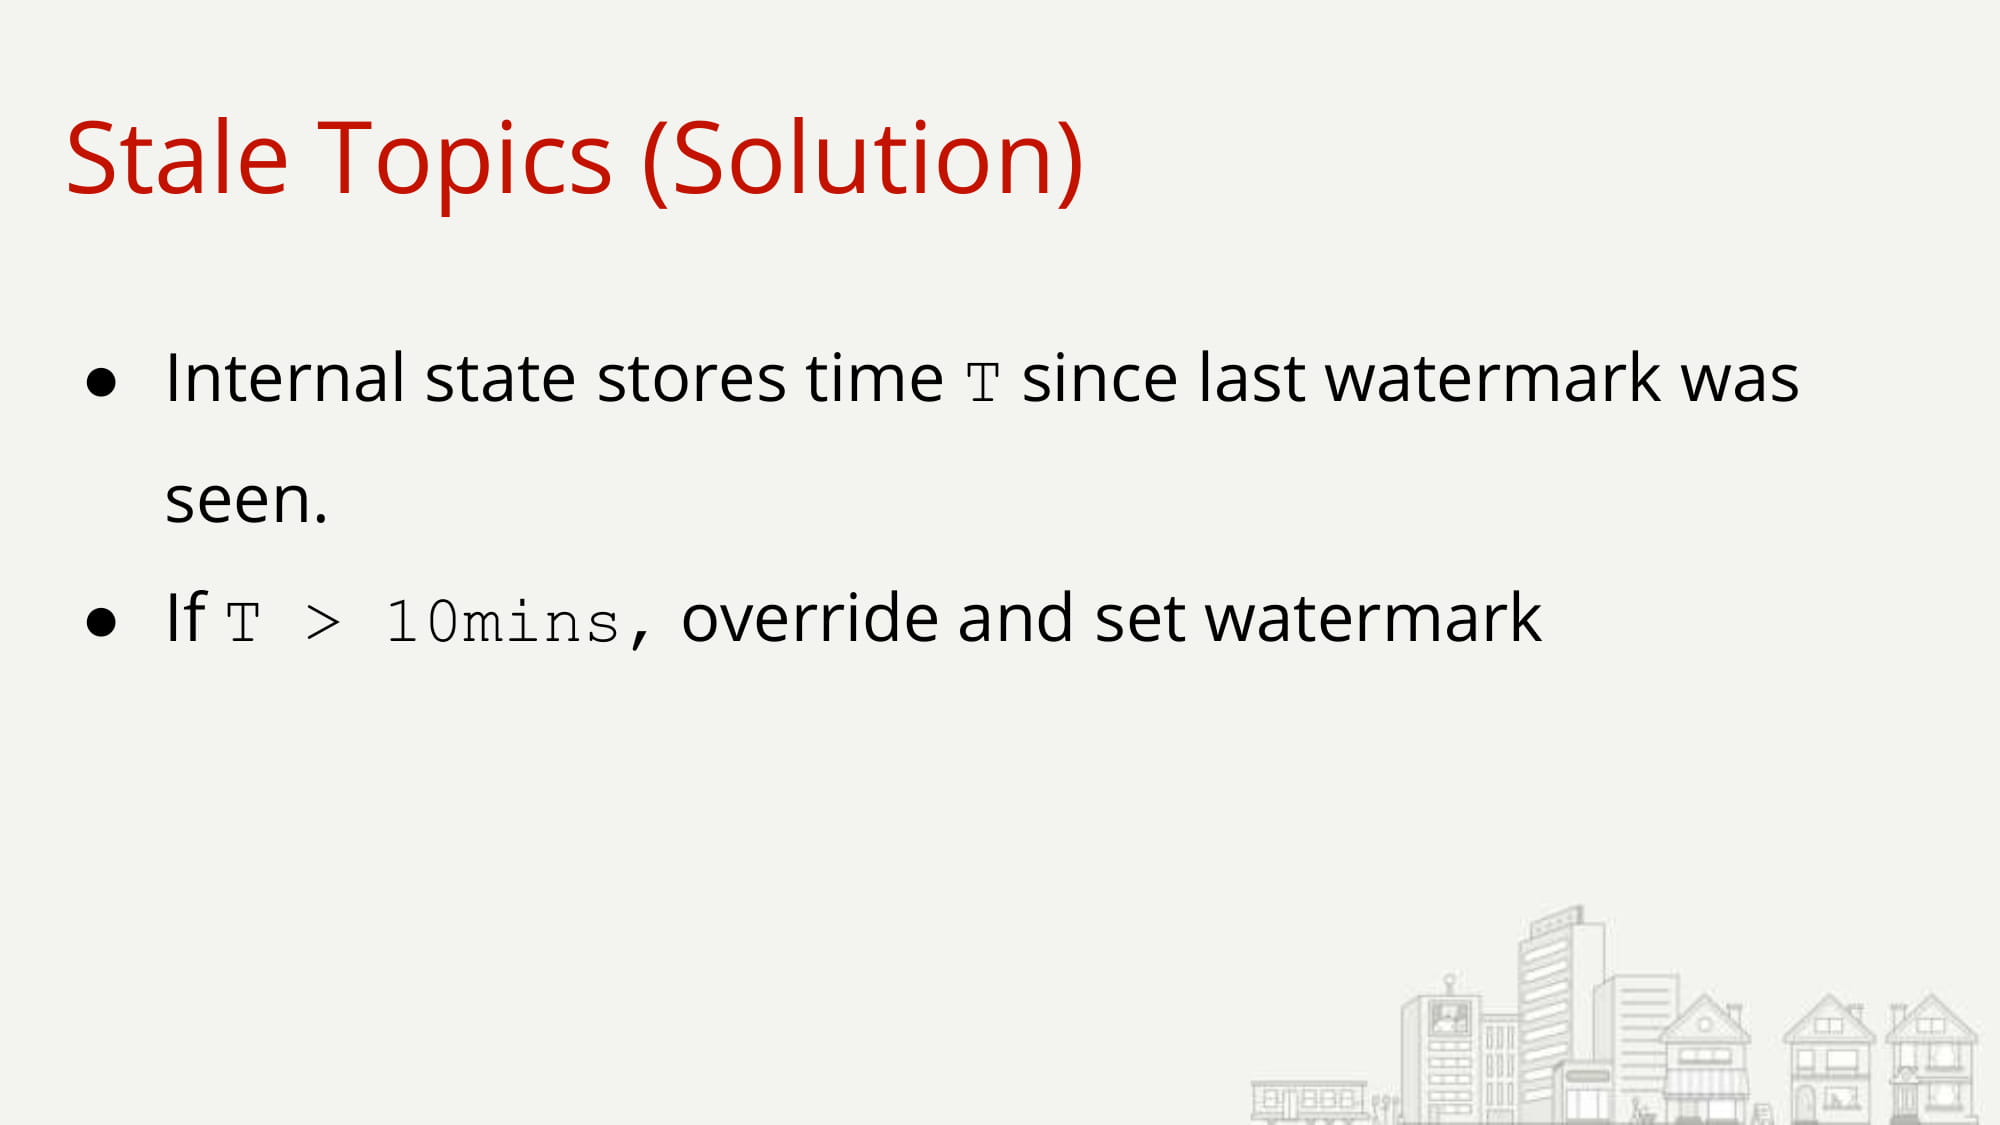 Stale Topics (Solution)
● Internal state stores time T since last watermark was
seen.
● If T > 10mins, override and set watermark